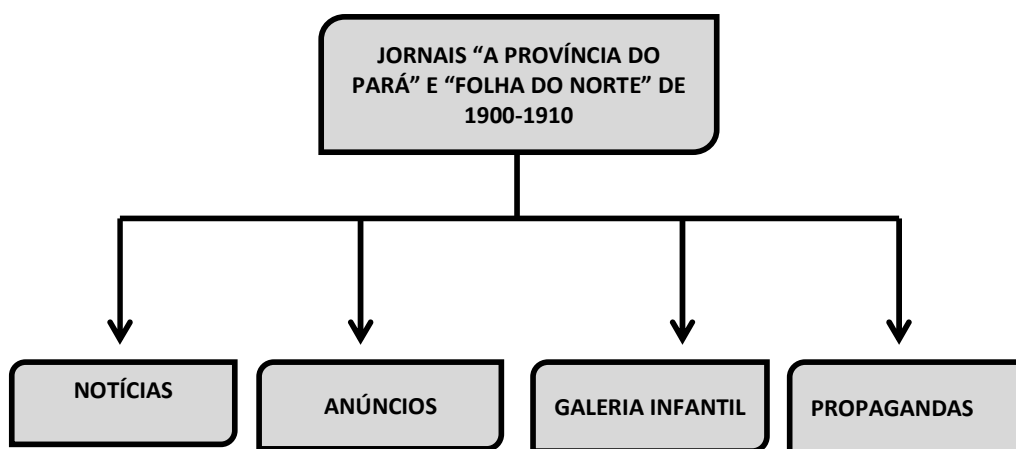 JORNAIS “A PROVÍNCIA DO
PARÁ” E “FOLHA DO NORTE” DE
1900-1910
NOTÍCIAS
ANÚNCIOS
GALERIA INFANTIL
PROPAGANDAS